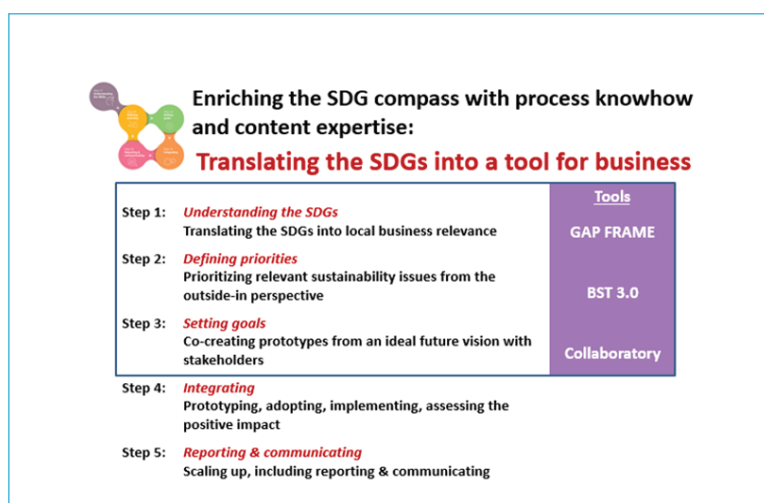 Enriching the SDG compass with process knowhow
and content expertise:
Translating the SDGs into a tool for business
Tools
Step 1: Understanding the SDGs
Translating the SDGs into local business relevance
GAP FRAME
Step 2: Defining priorities
Prioritizing relevant sustainability issues from the
outside-in perspective
BST 3.0
Step 3: Setting goals
Co-creating prototypes from an ideal future vision with
stakeholders
Collaboratory
Step 4: Integrating
Prototyping, adopting, implementing, assessing the
positive impact
Step 5: Reporting & communicating
Scaling up, including reporting & communicating